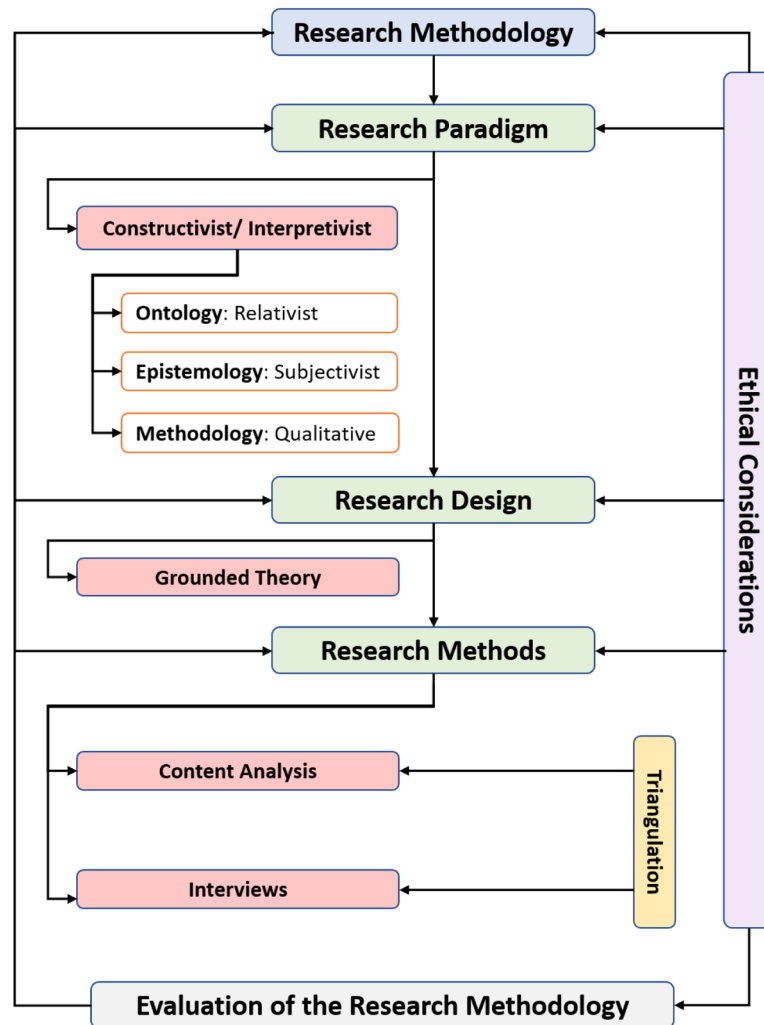 Research Methodology
Research Paradigm
Constructivist/ Interpretivist
Ontology: Relativist
Epistemology: Subjectivist
Methodology: Qualitative
Research Design
Grounded Theory
Research Methods
Content Analysis
Interviews
Triangulation
Ethical Considerations
Evaluation of the Research Methodology